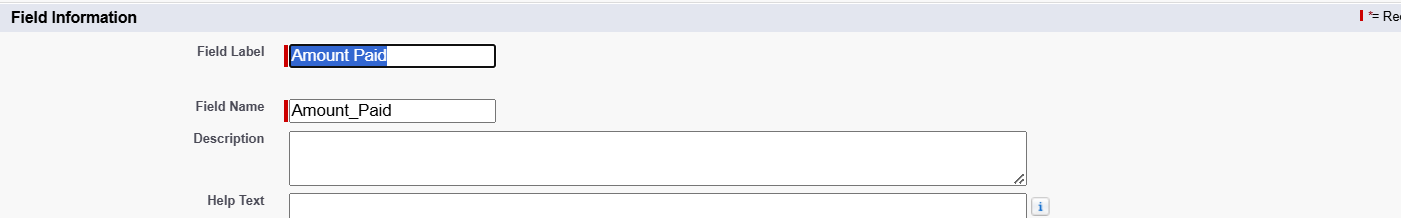 Field Information
*= Re
Field Label
Amount Paid
Field Name
Amount_Paid
Description
Help Text
i